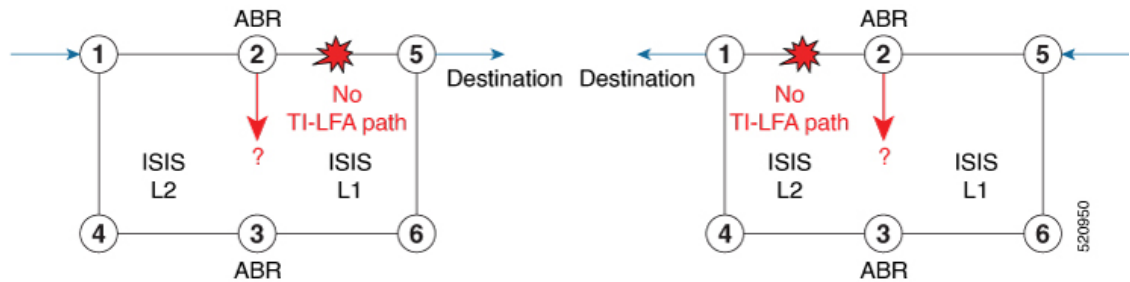 ABR
1
2
5
Destination
No
TI-LFA path
?
ISIS
L2
ISIS
L1
4
3
6
ABR
ABR
1
2
5
Destination
No
TI-LFA path
?
ISIS
L2
ISIS
L1
4
3
6
ABR
520950